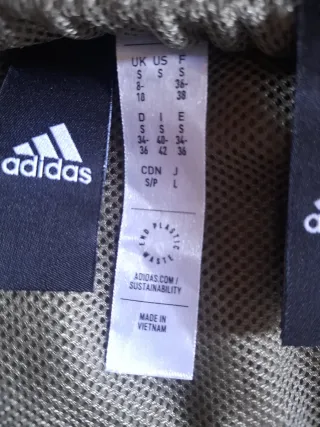 UK US F
S S S
8- 36-
10 38
D I E
S S S
34- 40- 34-
36 42 36
CDN J
S/P L
END PLASTIC WASTE
ADIDAS.COM/
SUSTAINABILITY
MADE IN
VIETNAM
adidas
a